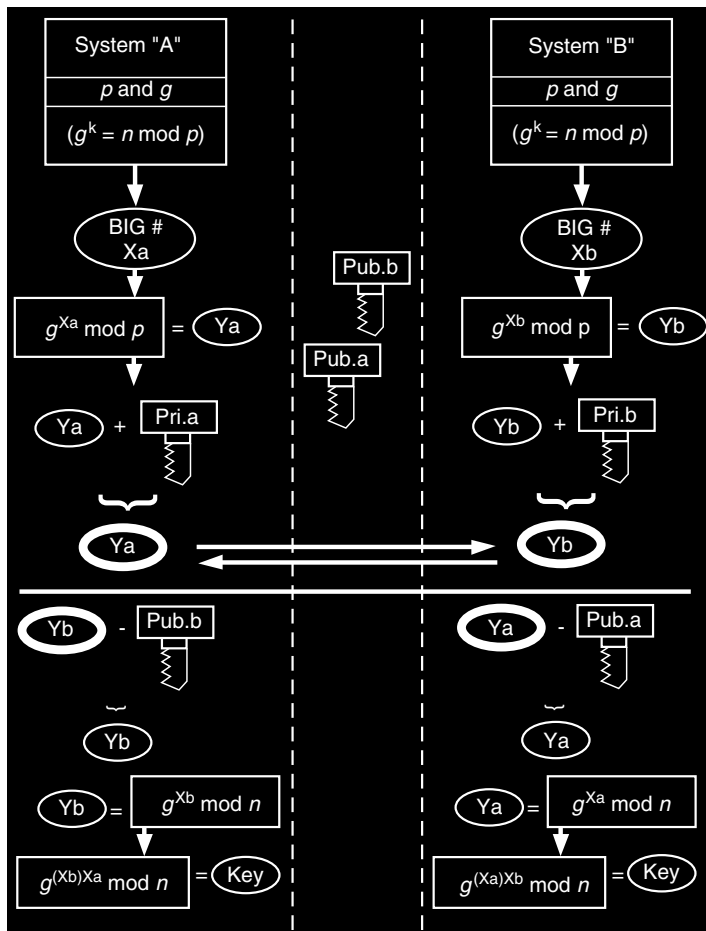 System "A"
p and g
(g^k = n mod p)
BIG #
Xa
g^Xa mod p = Ya
Ya + Pri.a
Ya
Pub.b
Pub.a
System "B"
p and g
(g^k = n mod p)
BIG #
Xb
g^Xb mod p = Yb
Yb + Pri.b
Yb
Yb - Pub.b
Yb
Yb = g^Xb mod n
g^(Xb)Xa mod n = Key
Ya - Pub.a
Ya
Ya = g^Xa mod n
g^(Xa)Xb mod n = Key